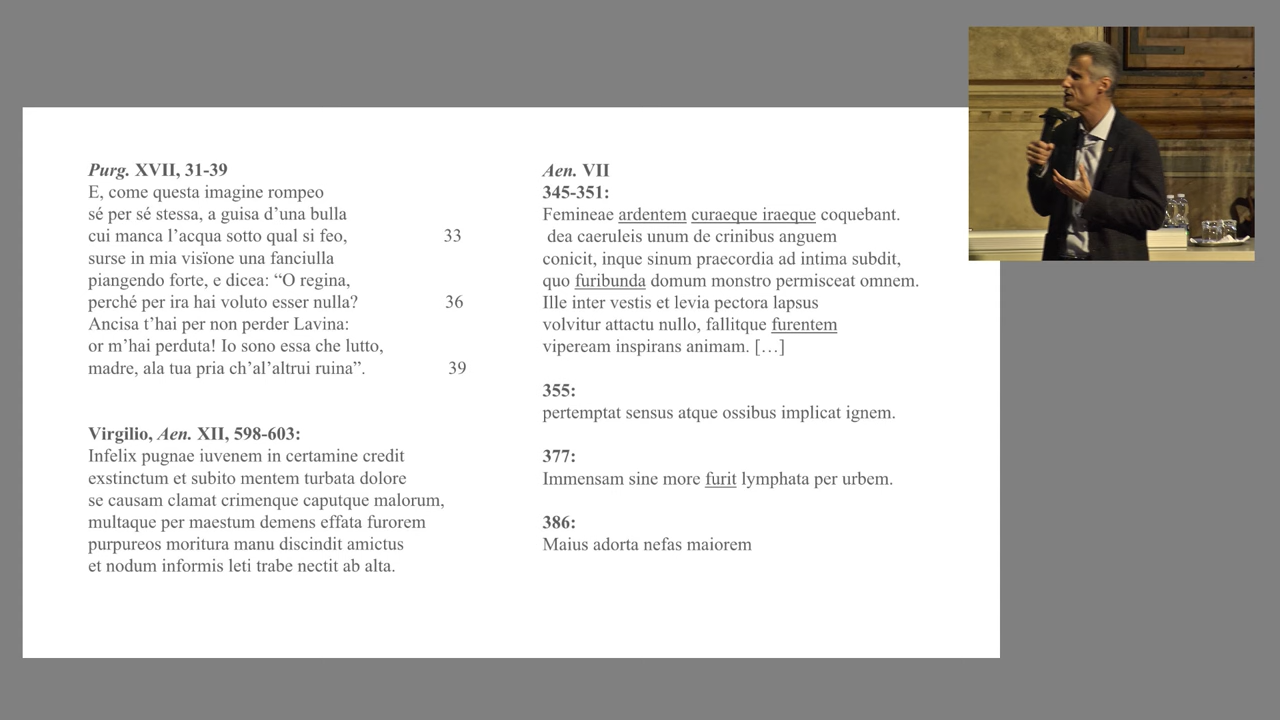 Purg. XVII, 31-39
E, come questa imagine rompeo
sé per sé stessa, a guisa d’una bulla
cui manca l’acqua sotto qual si feo, 33
surse in mia visïone una fanciulla
piangendo forte, e dicea: “O regina,
perché per ira hai voluto esser nulla? 36
Ancisa t’hai per non perder Lavina:
or m’hai perduta! Io sono essa che lutto,
madre, ala tua pria ch’al’altrui ruina”. 39
Virgilio, Aen. XII, 598-603:
Infelix pugnae iuvenem in certamine credit
exstinctum et subito mentem turbata dolore
se causam clamat crimenque caputque malorum,
multaque per maestum demens effata furorem
purpureos moritura manu discindit amictus
et nodum informis leti trabe nectit ab alta.
Aen. VII
345-351:
Femineae ardentem curaeque iraeque coquebant.
dea caeruleis unum de crinibus anguem
conicit, inque sinum praecordia ad intima subdit,
quo furibunda domum monstro permisceat omnem.
Ille inter vestis et levia pectora lapsus
volvitur attactu nullo, fallitque furentem
vipeream inspirans animam. […]
355:
pertemptat sensus atque ossibus implicat ignem.
377:
Immensam sine more furit lymphata per urbem.
386:
Maius adorta nefas maiorem